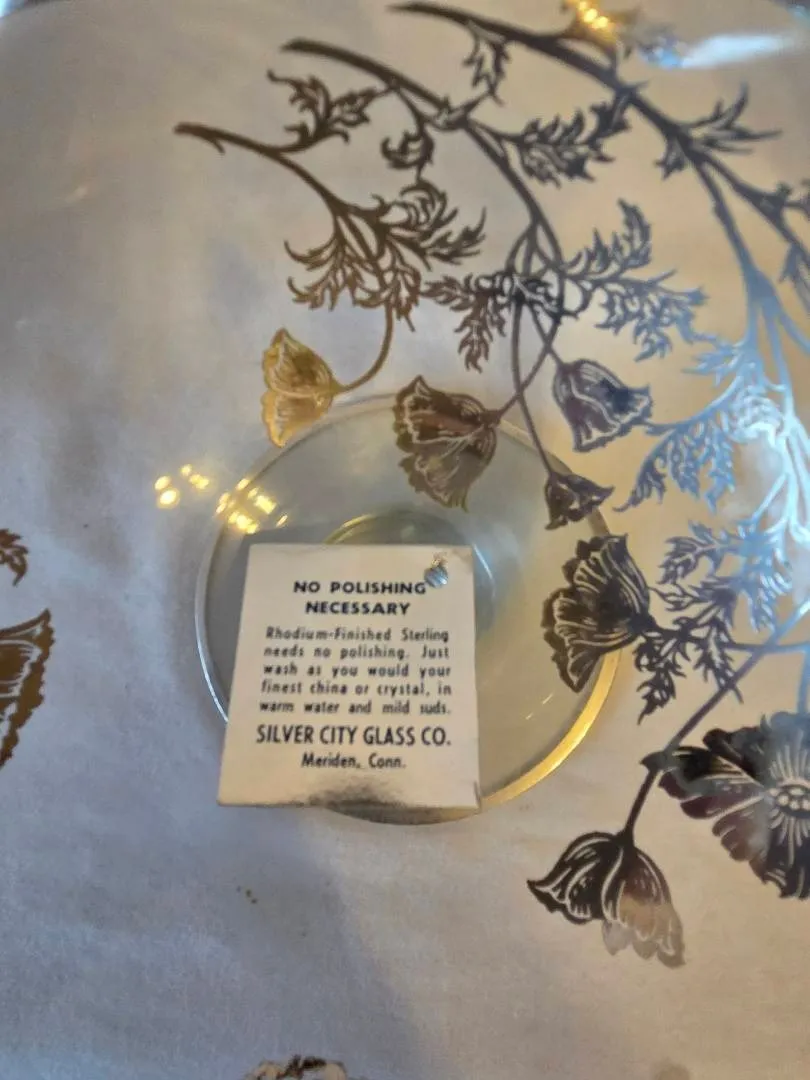 NO POLISHING
NECESSARY
Rhodium-Finished Sterling
needs no polishing. Just
wash as you would your
finest china or crystal, in
warm water and mild suds.
SILVER CITY GLASS CO.
Meriden, Conn.